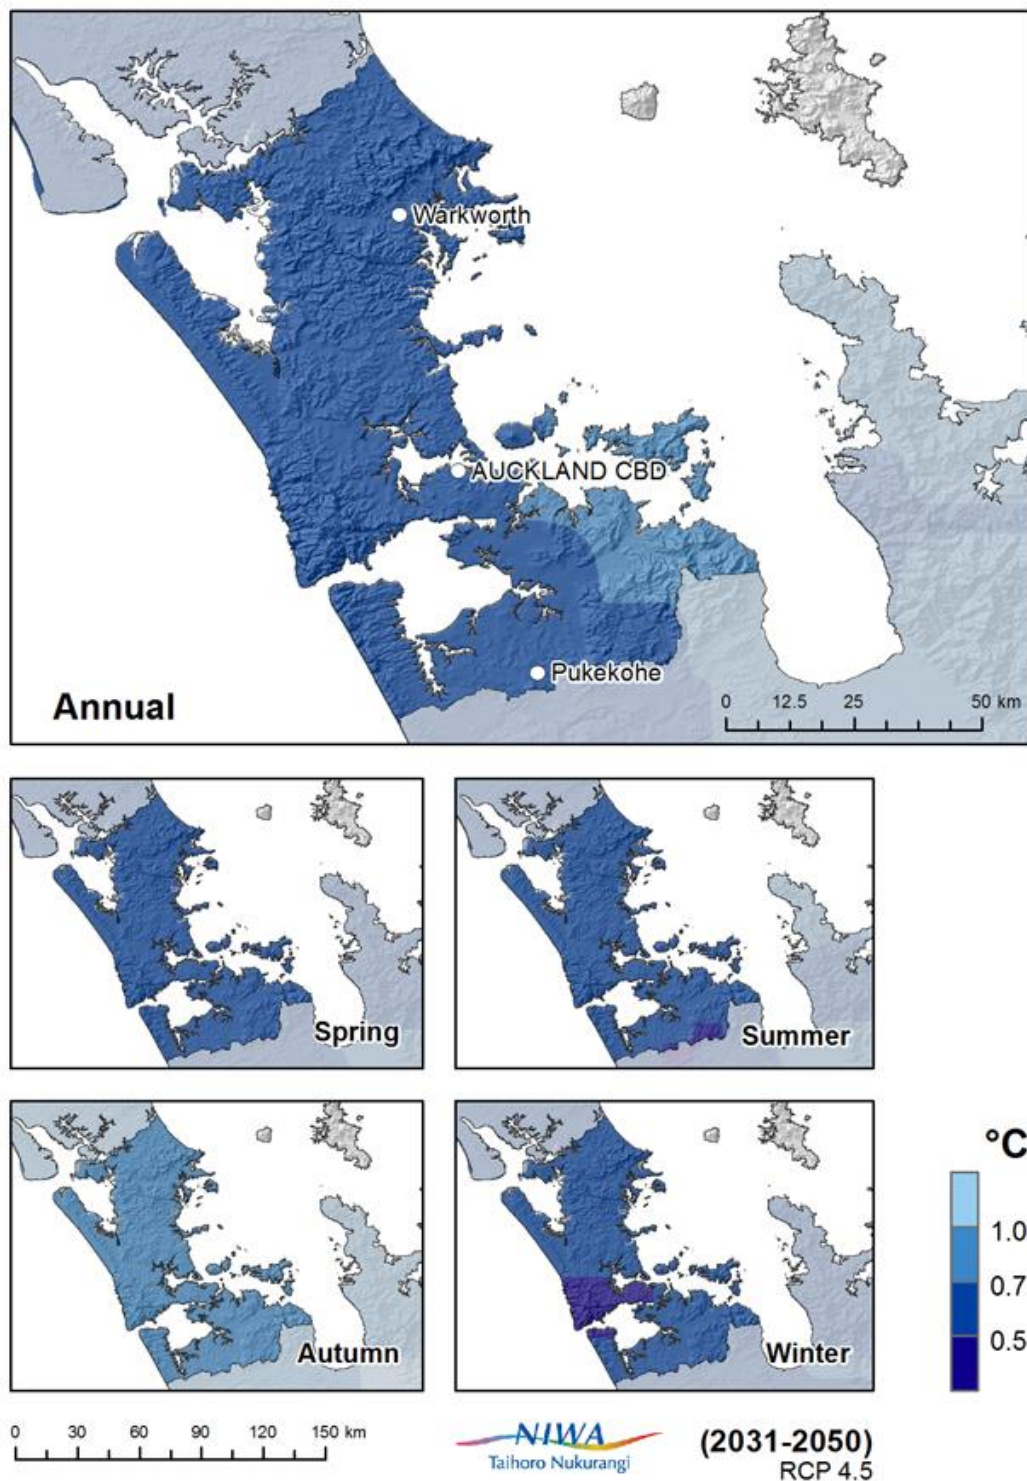 Warkworth
AUCKLAND CBD
Pukekohe
Annual
0 12.5 25 50 km
Spring
Summer
Autumn
Winter
°C
1.0
0.7
0.5
0 30 60 90 120 150 km
NIWA
Taihoro Nukurangi
(2031-2050)
RCP 4.5